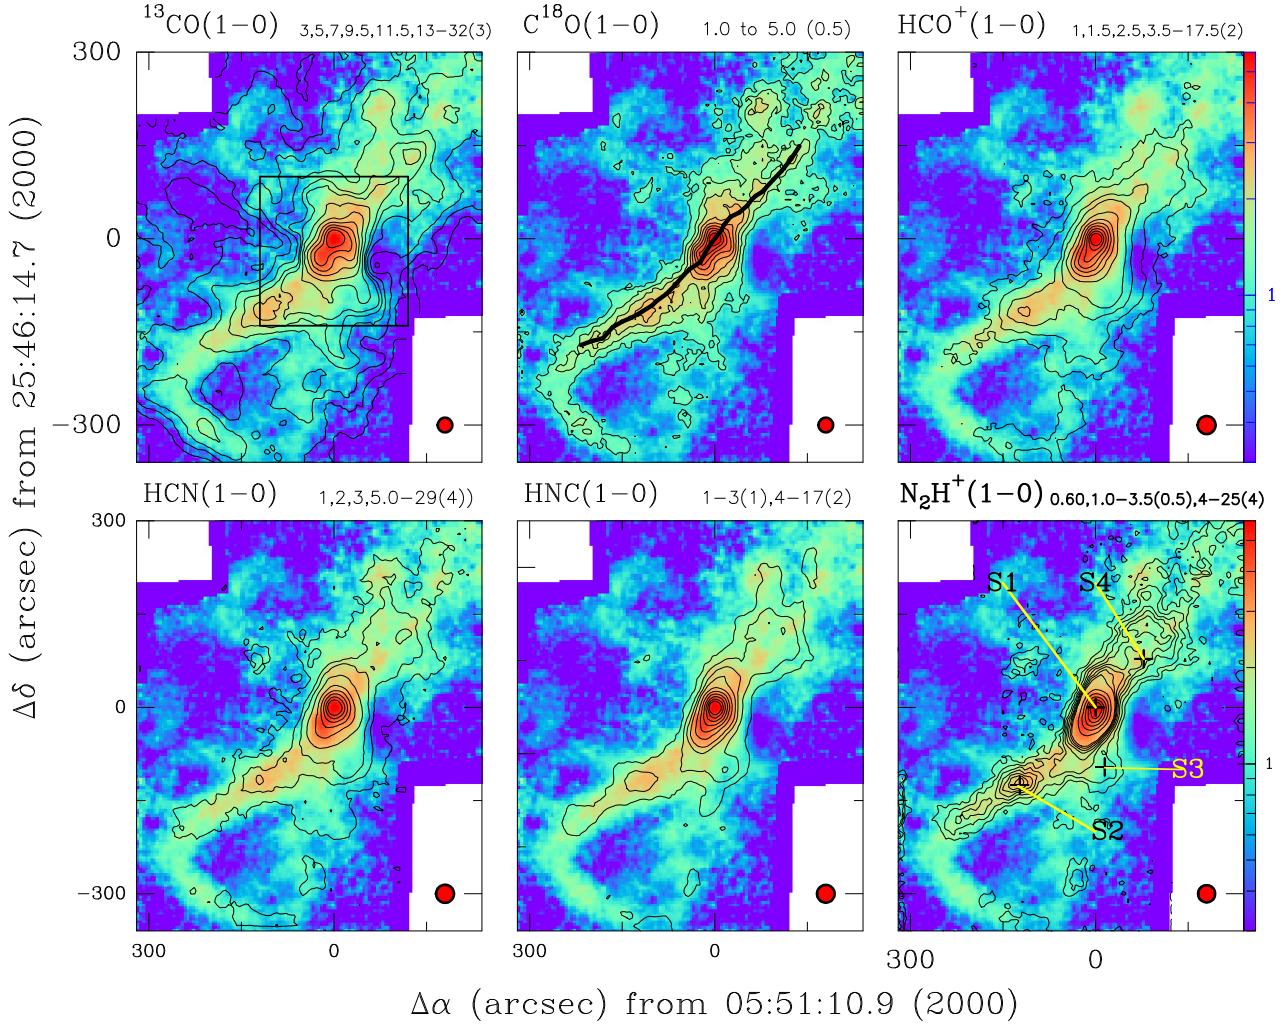 ¹³CO(1−0) 3,5,7,9.5,11.5,13−32(3)
C¹⁸O(1−0) 1.0 to 5.0 (0.5)
HCO⁺(1−0) 1,1.5,2.5,3.5−17.5(2)
300
0
−300
1
HCN(1−0) 1,2,3,5.0−29(4))
HNC(1−0) 1−3(1),4−17(2)
N₂H⁺(1−0) 0.60,1.0−3.5(0.5),4−25(4)
300
0
−300
S1
S4
S3
S2
1
300 0
0
300 0
Δδ (arcsec) from 25:46:14.7 (2000)
Δα (arcsec) from 05:51:10.9 (2000)